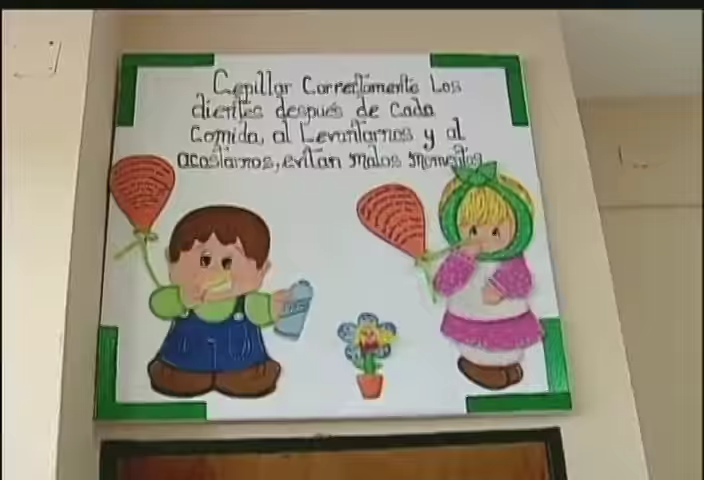 Cepillar Correctamente Los
dientes después de Cada
Comida, al Levantarnos y al
acostarnos, evitan malos momentos